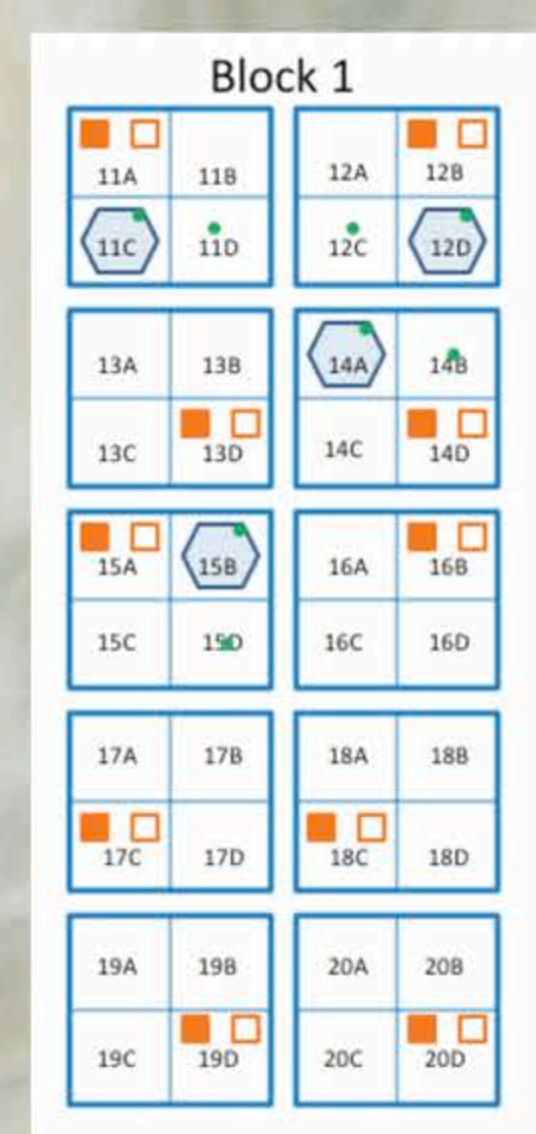 Block 1
11A 11B 12A 12B
11C 11D 12C 12D
13A 13B 14A 14B
13C 13D 14C 14D
15A 15B 16A 16B
15C 15D 16C 16D
17A 17B 18A 18B
17C 17D 18C 18D
19A 19B 20A 20B
19C 19D 20C 20D